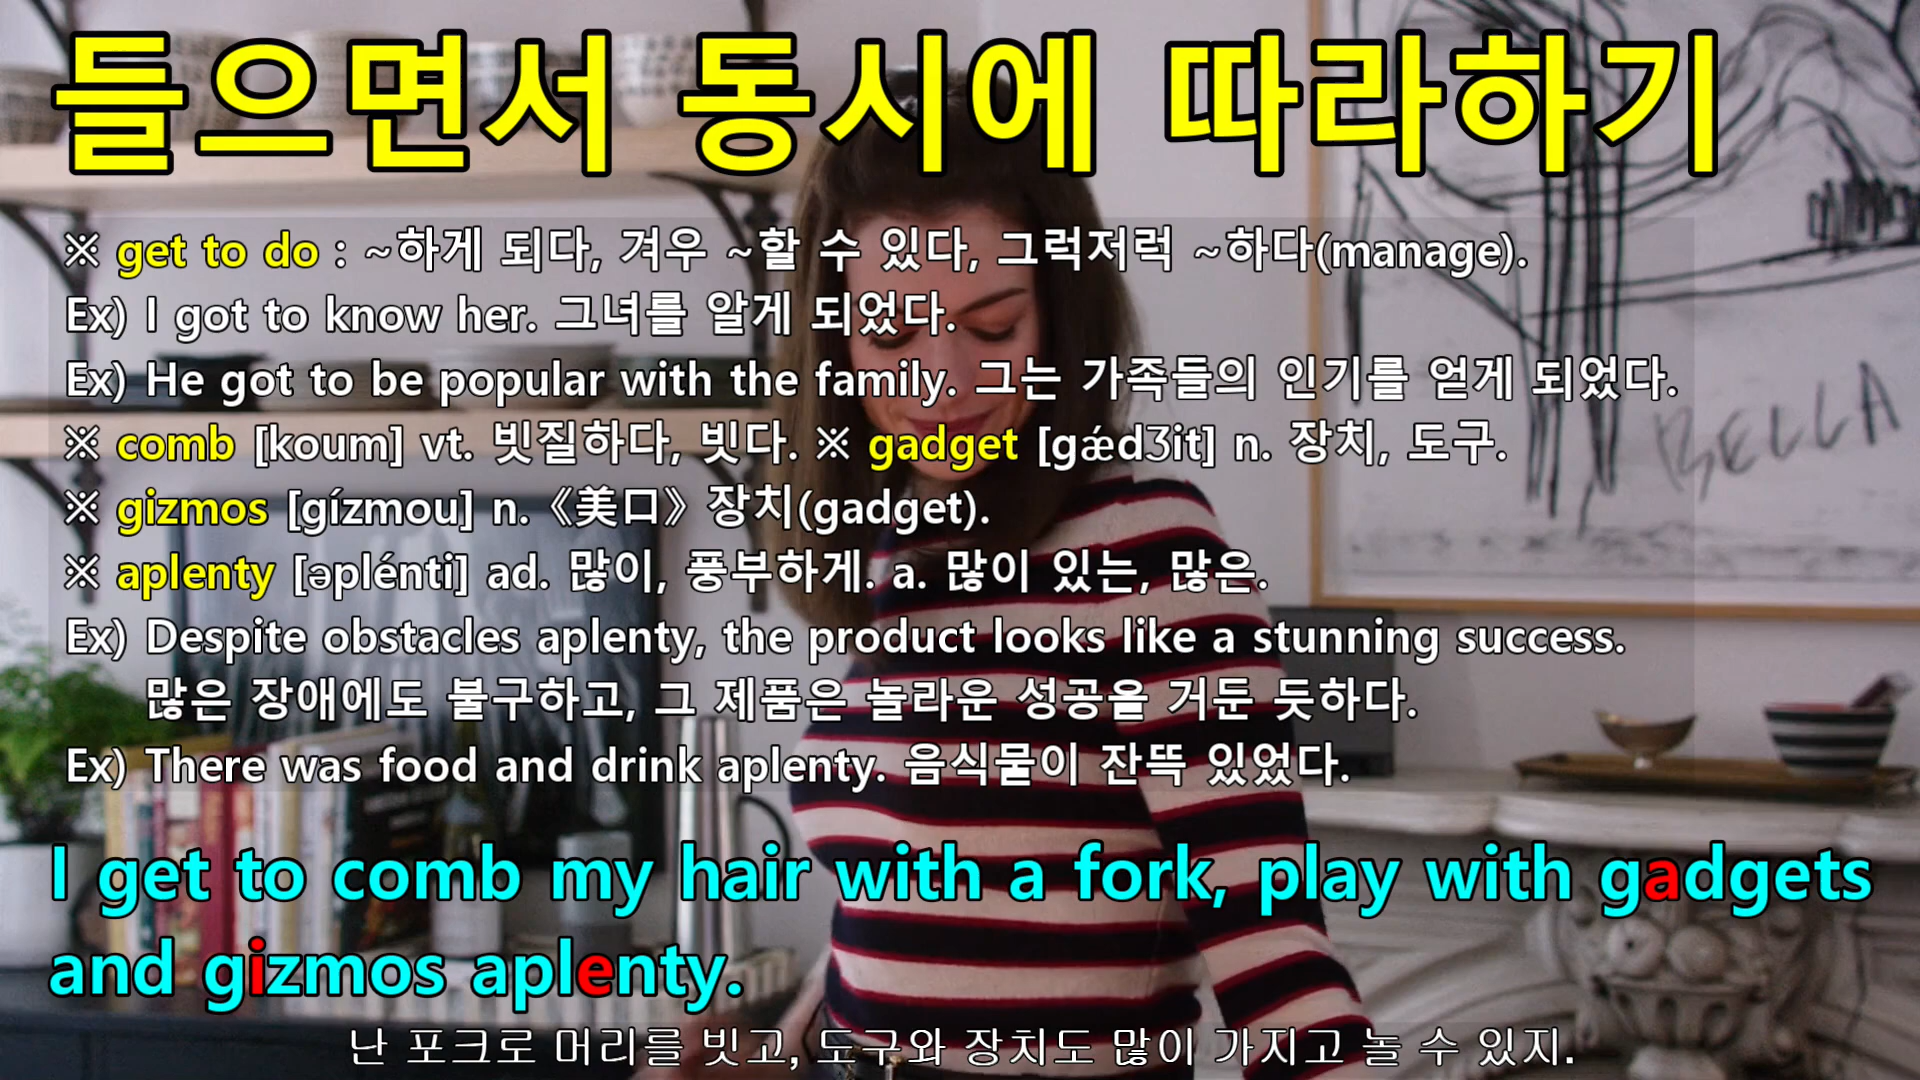 들으면서 동시에 따라하기
※ get to do : ~하게 되다, 겨우 ~할 수 있다, 그럭저럭 ~하다(manage).
Ex) I got to know her. 그녀를 알게 되었다.
Ex) He got to be popular with the family. 그는 가족들의 인기를 얻게 되었다.
※ comb [koum] vt. 빗질하다, 빗다. ※ gadget [gǽdʒit] n. 장치, 도구.
※ gizmos [gízmou] n.《美口》장치(gadget).
※ aplenty [əplénti] ad. 많이, 풍부하게. a. 많이 있는, 많은.
Ex) Despite obstacles aplenty, the product looks like a stunning success.
많은 장애에도 불구하고, 그 제품은 놀라운 성공을 거둔 듯하다.
Ex) There was food and drink aplenty. 음식물이 잔뜩 있었다.
BELLA
I get to comb my hair with a fork, play with gadgets
and gizmos aplenty.
난 포크로 머리를 빗고, 도구와 장치도 많이 가지고 놀 수 있지.